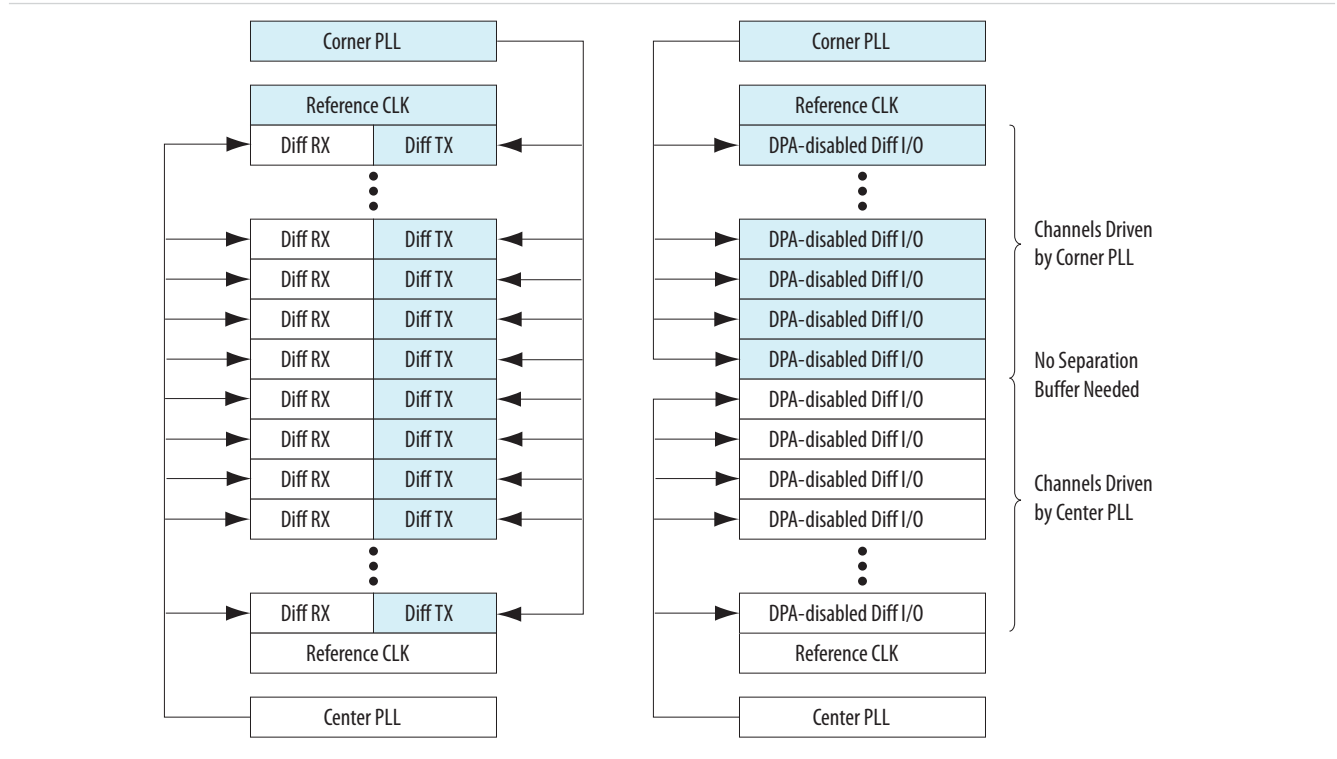 Corner PLL
Reference CLK
Diff RX Diff TX
Diff RX Diff TX
Diff RX Diff TX
Diff RX Diff TX
Diff RX Diff TX
Diff RX Diff TX
Diff RX Diff TX
Diff RX Diff TX
Diff RX Diff TX
Diff RX Diff TX
Reference CLK
Center PLL
Corner PLL
Reference CLK
DPA-disabled Diff I/O
DPA-disabled Diff I/O
DPA-disabled Diff I/O
DPA-disabled Diff I/O
DPA-disabled Diff I/O
DPA-disabled Diff I/O
DPA-disabled Diff I/O
DPA-disabled Diff I/O
DPA-disabled Diff I/O
DPA-disabled Diff I/O
Reference CLK
Center PLL
Channels Driven
by Corner PLL
No Separation
Buffer Needed
Channels Driven
by Center PLL